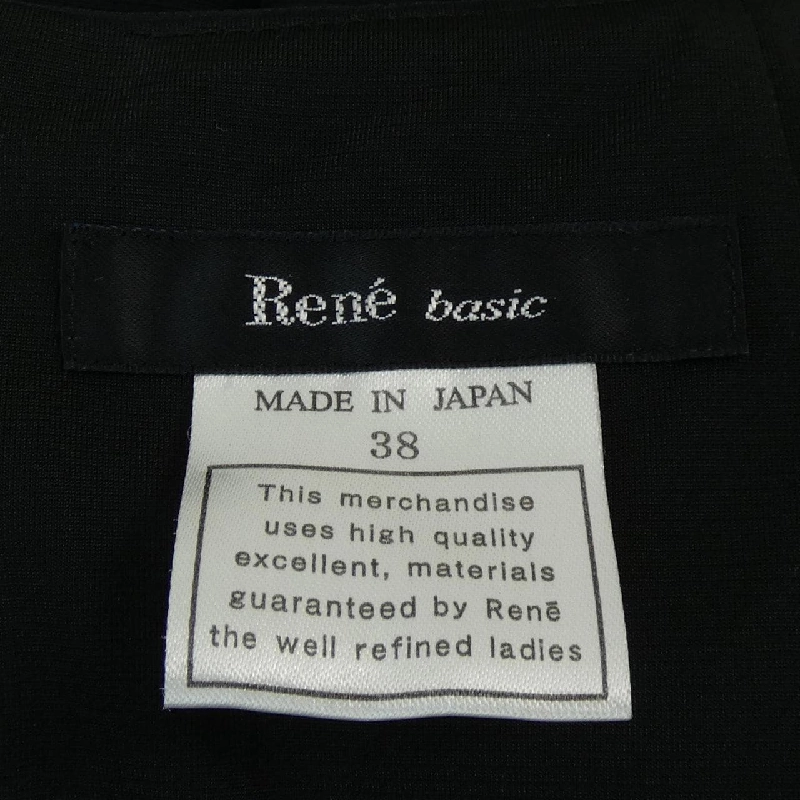 René basic
MADE IN JAPAN
38
This merchandise
uses high quality
excellent, materials
guaranteed by Renē
the well refined ladies